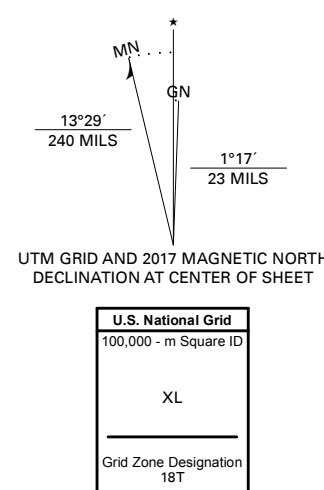 ★
MN
GN
13°29´
240 MILS
1°17´
23 MILS
UTM GRID AND 2017 MAGNETIC NORTH
DECLINATION AT CENTER OF SHEET
U.S. National Grid
100,000 - m Square ID
XL
Grid Zone Designation
18T